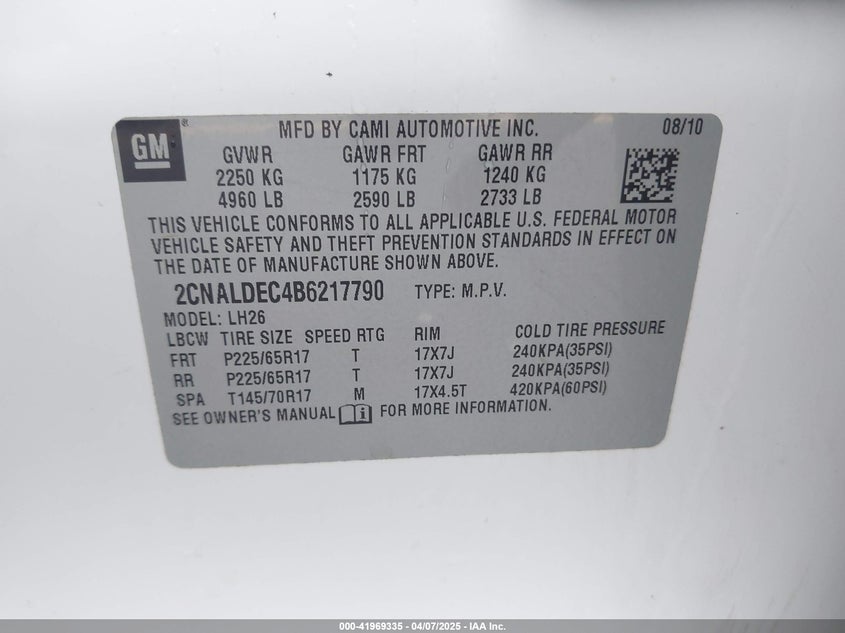 GM
MFD BY CAMI AUTOMOTIVE INC. 08/10
GVWR GAWR FRT GAWR RR
2250 KG 1175 KG 1240 KG
4960 LB 2590 LB 2733 LB
THIS VEHICLE CONFORMS TO ALL APPLICABLE U.S. FEDERAL MOTOR
VEHICLE SAFETY AND THEFT PREVENTION STANDARDS IN EFFECT ON
THE DATE OF MANUFACTURE SHOWN ABOVE.
2CNALDEC4B6217790 TYPE: M.P.V.
MODEL: LH26
LBCW TIRE SIZE SPEED RTG RIM COLD TIRE PRESSURE
FRT P225/65R17 T 17X7J 240KPA(35PSI)
RR P225/65R17 T 17X7J 240KPA(35PSI)
SPA T145/70R17 M 17X4.5T 420KPA(60PSI)
SEE OWNER'S MANUAL FOR MORE INFORMATION.
000-41969335 - 04/07/2025 - IAA Inc.